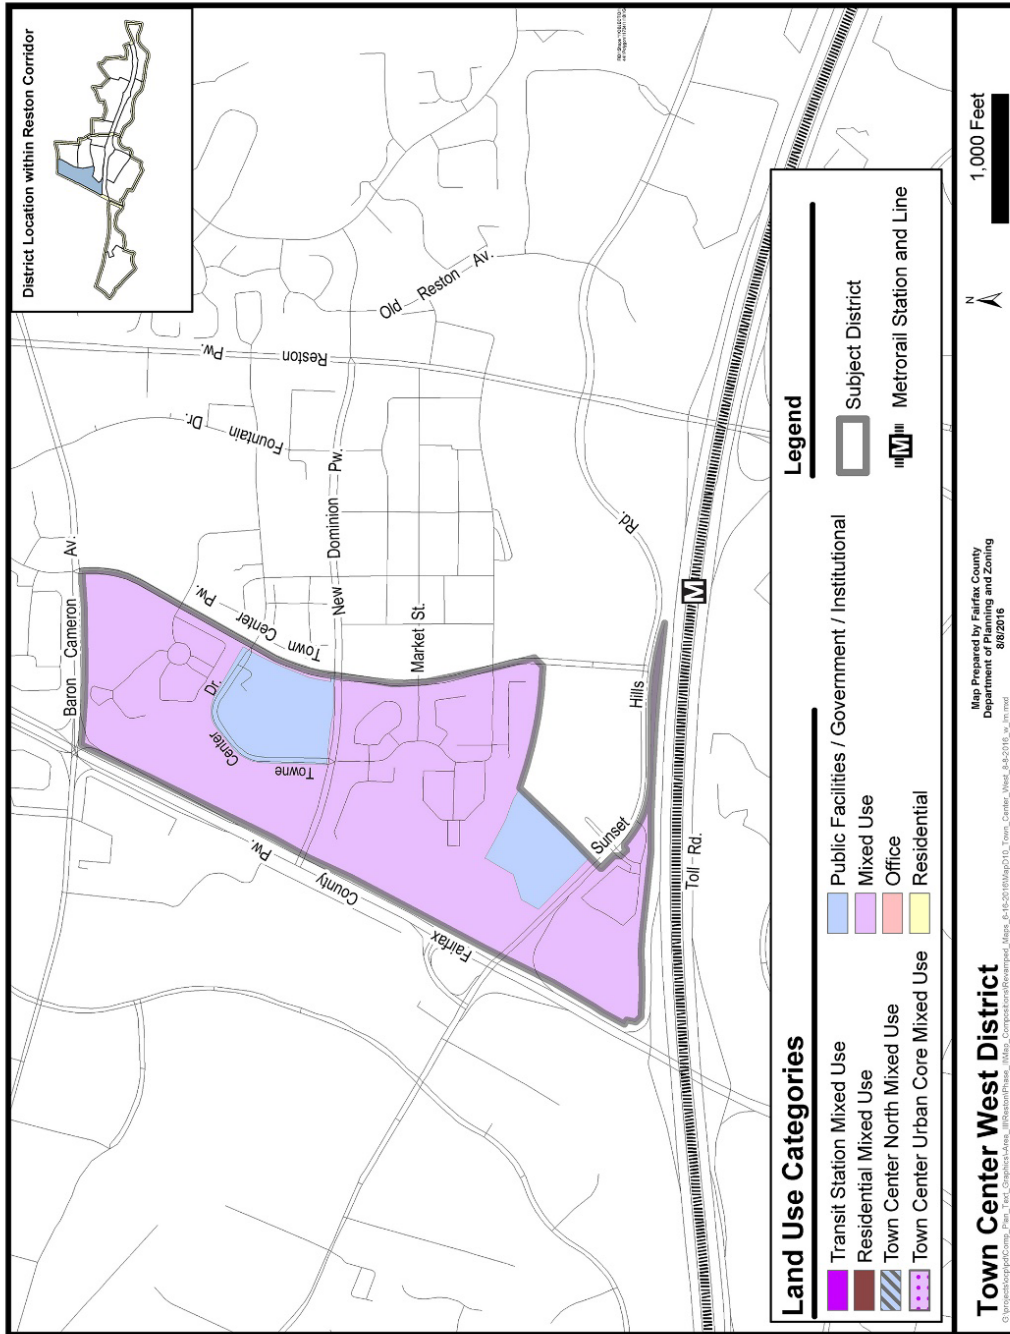 District Location within Reston Corridor
Baron Cameron Av.
Fountain Dr.
Reston Pw.
Old Reston Av.
Town Center Pw.
Towne Center Dr.
New Dominion Pw.
Market St.
Fairfax County Pw.
Sunset Hills Rd.
Toll Rd.
M
Land Use Categories
Transit Station Mixed Use
Residential Mixed Use
Town Center North Mixed Use
Town Center Urban Core Mixed Use
Public Facilities / Government / Institutional
Mixed Use
Office
Residential
Legend
Subject District
M
Metrorail Station and Line
Town Center West District
Map Prepared by Fairfax County
Department of Planning and Zoning
8/8/2016
N
1,000 Feet